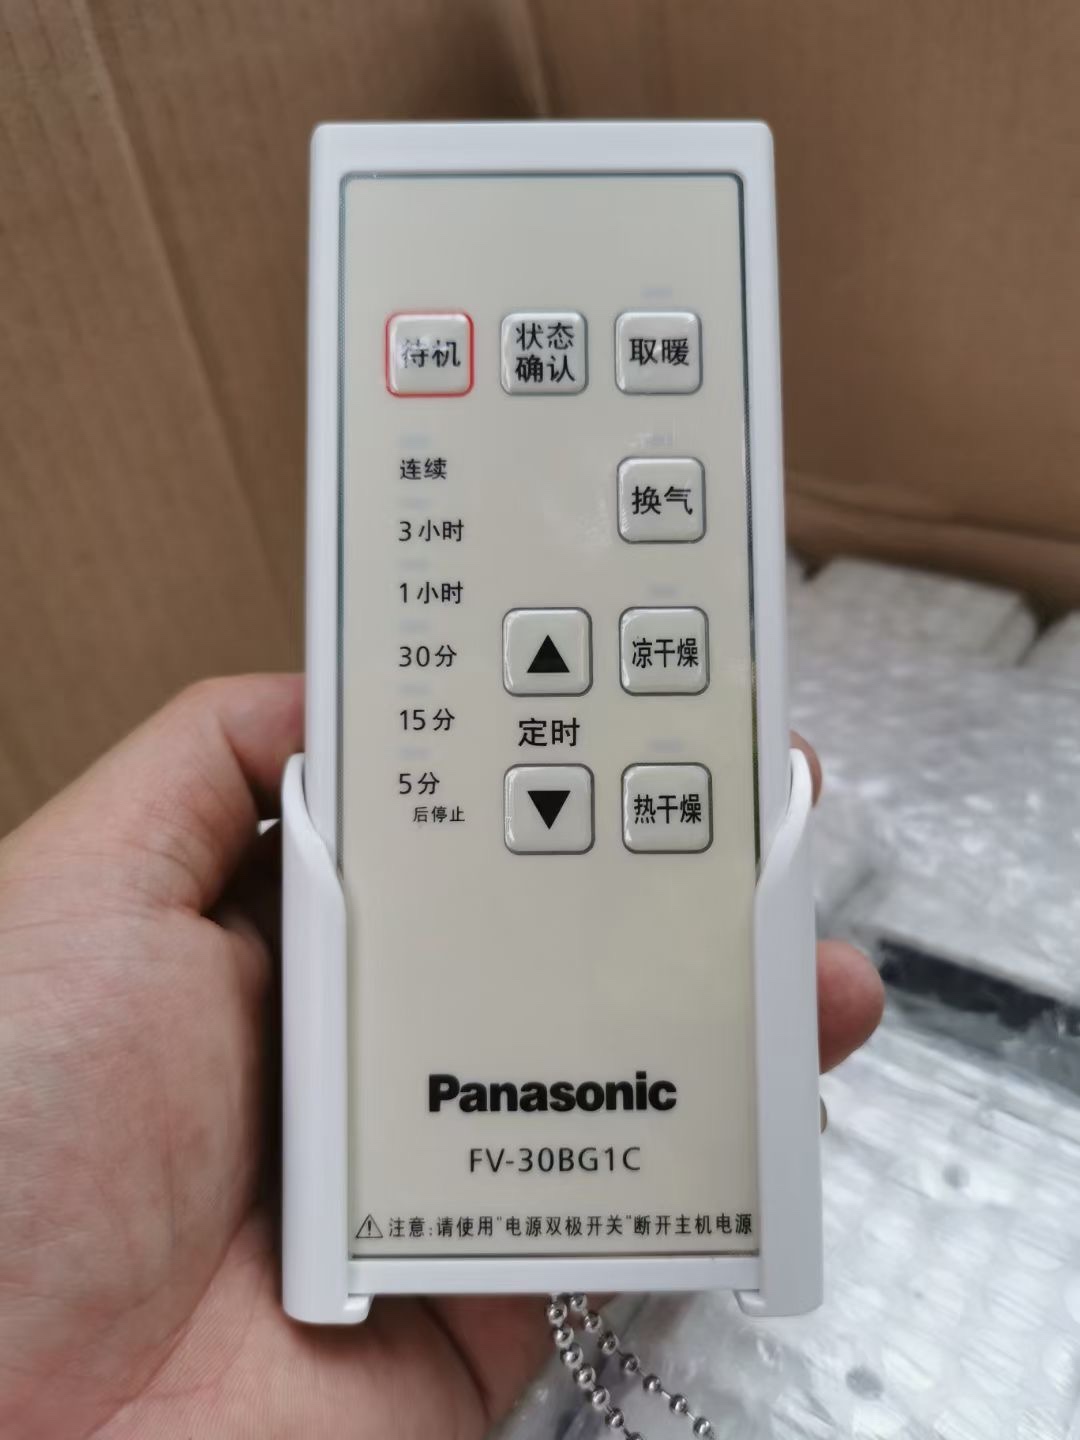 待机
状态
确认
取暖
连续
换气
3小时
1小时
30分
凉干燥
15分
定时
5分
后停止
热干燥
Panasonic
FV-30BG1C
⚠注意:请使用"电源双极开关"断开主机电源